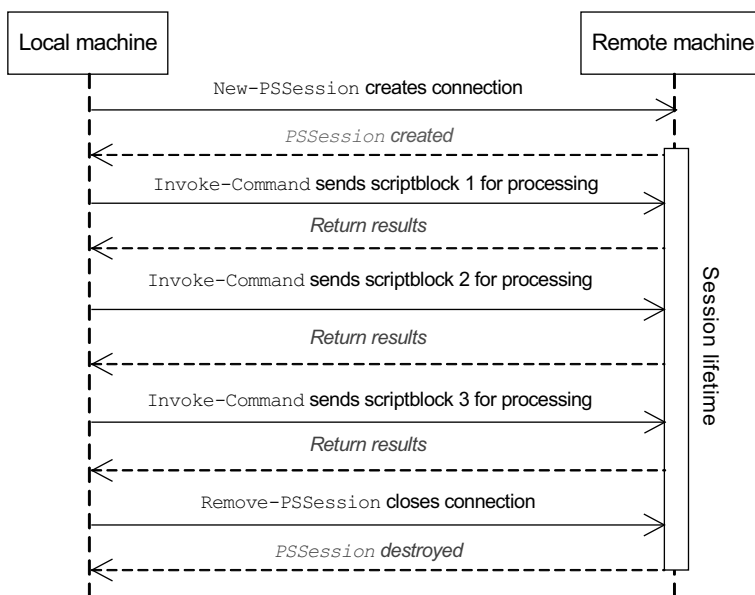 Local machine
Remote machine
New-PSSession creates connection
PSSession created
Invoke-Command sends scriptblock 1 for processing
Return results
Invoke-Command sends scriptblock 2 for processing
Return results
Invoke-Command sends scriptblock 3 for processing
Return results
Remove-PSSession closes connection
PSSession destroyed
Session lifetime